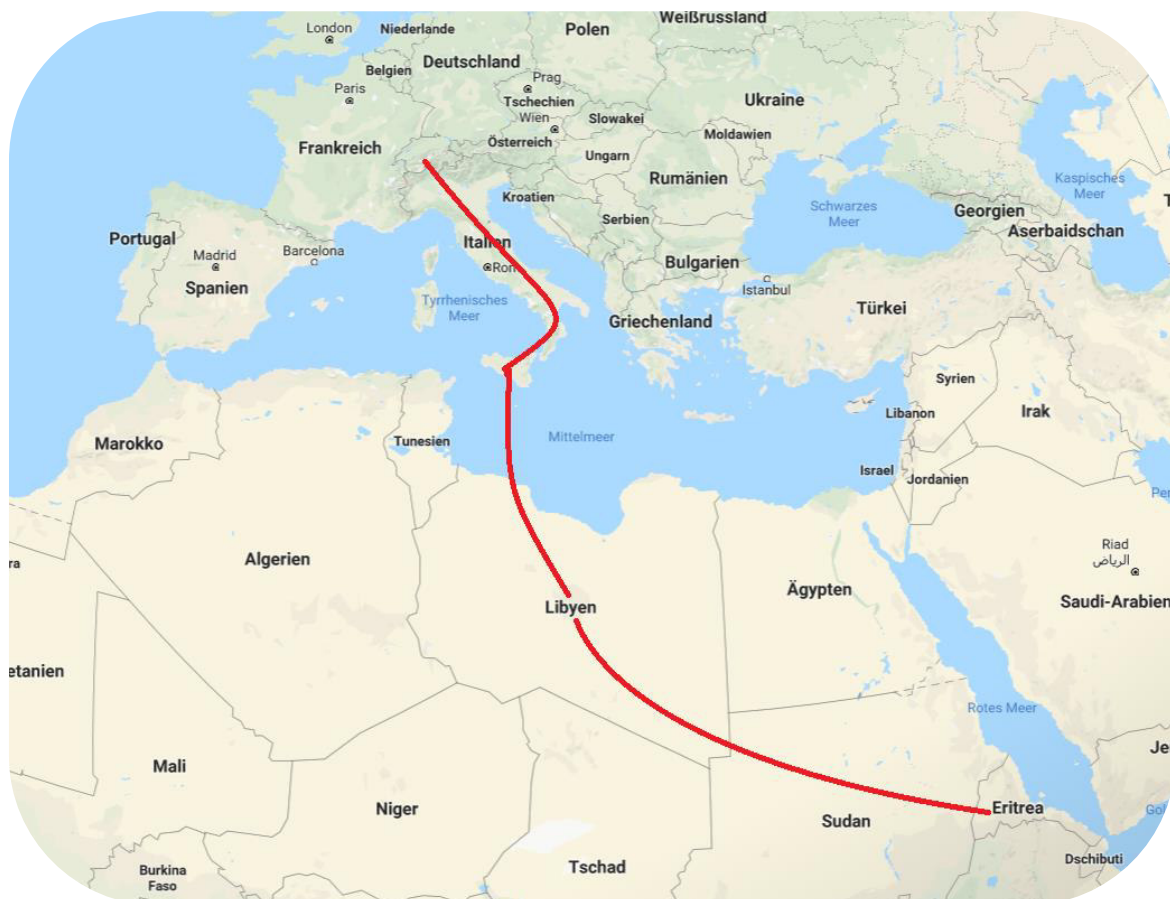 London
Niederlande
Polen
Weißrussland
Belgien
Deutschland
Paris
Prag
Tschechien
Wien
Slowakei
Ukraine
Moldawien
Frankreich
Österreich
Ungarn
Rumänien
Kroatien
Serbien
Schwarzes
Meer
Kaspisches
Meer
Georgien
Aserbaidschan
Portugal
Madrid
Spanien
Barcelona
Italien
Rom
Bulgarien
Istanbul
Tyrrhenisches
Meer
Griechenland
Türkei
Syrien
Libanon
Irak
Marokko
Tunesien
Mittelmeer
Israel
Jordanien
Algerien
Libyen
Ägypten
Riad
الرياض
Saudi-Arabien
etanien
Rotes Meer
Mali
Niger
Tschad
Sudan
Eritrea
Dschibuti
Burkina
Faso